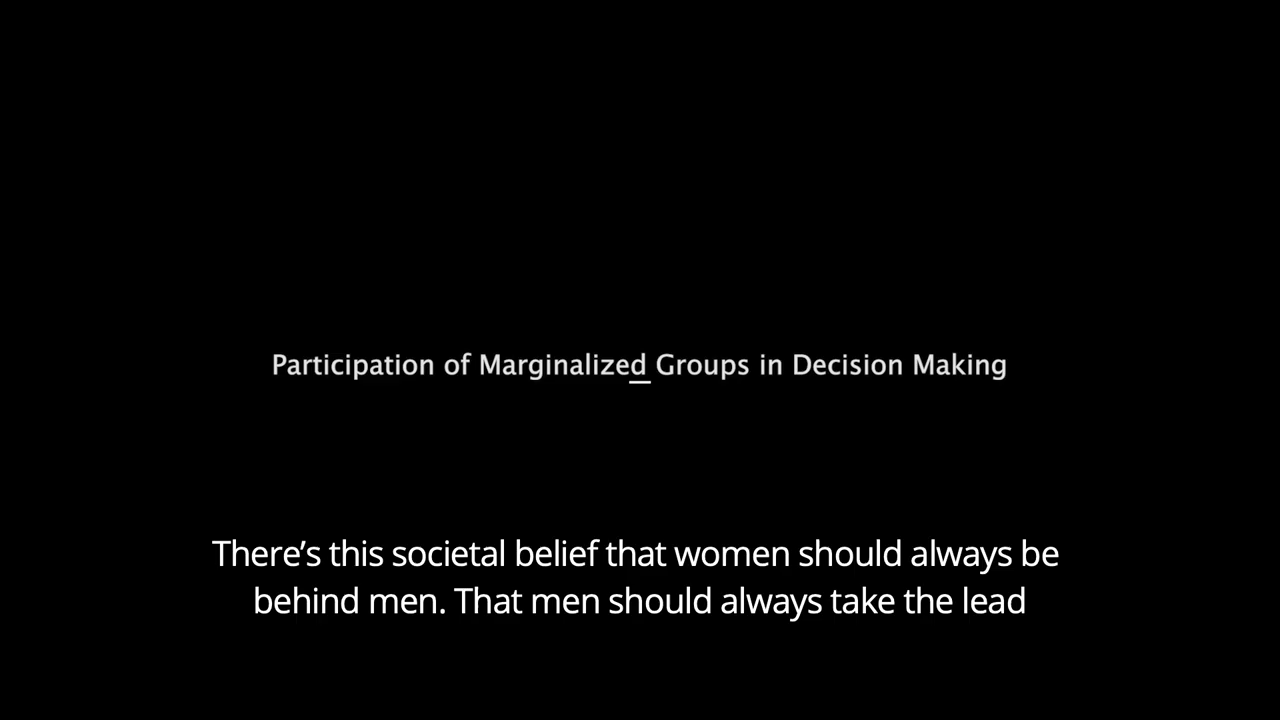 Participation of Marginalized Groups in Decision Making
There’s this societal belief that women should always be
behind men. That men should always take the lead